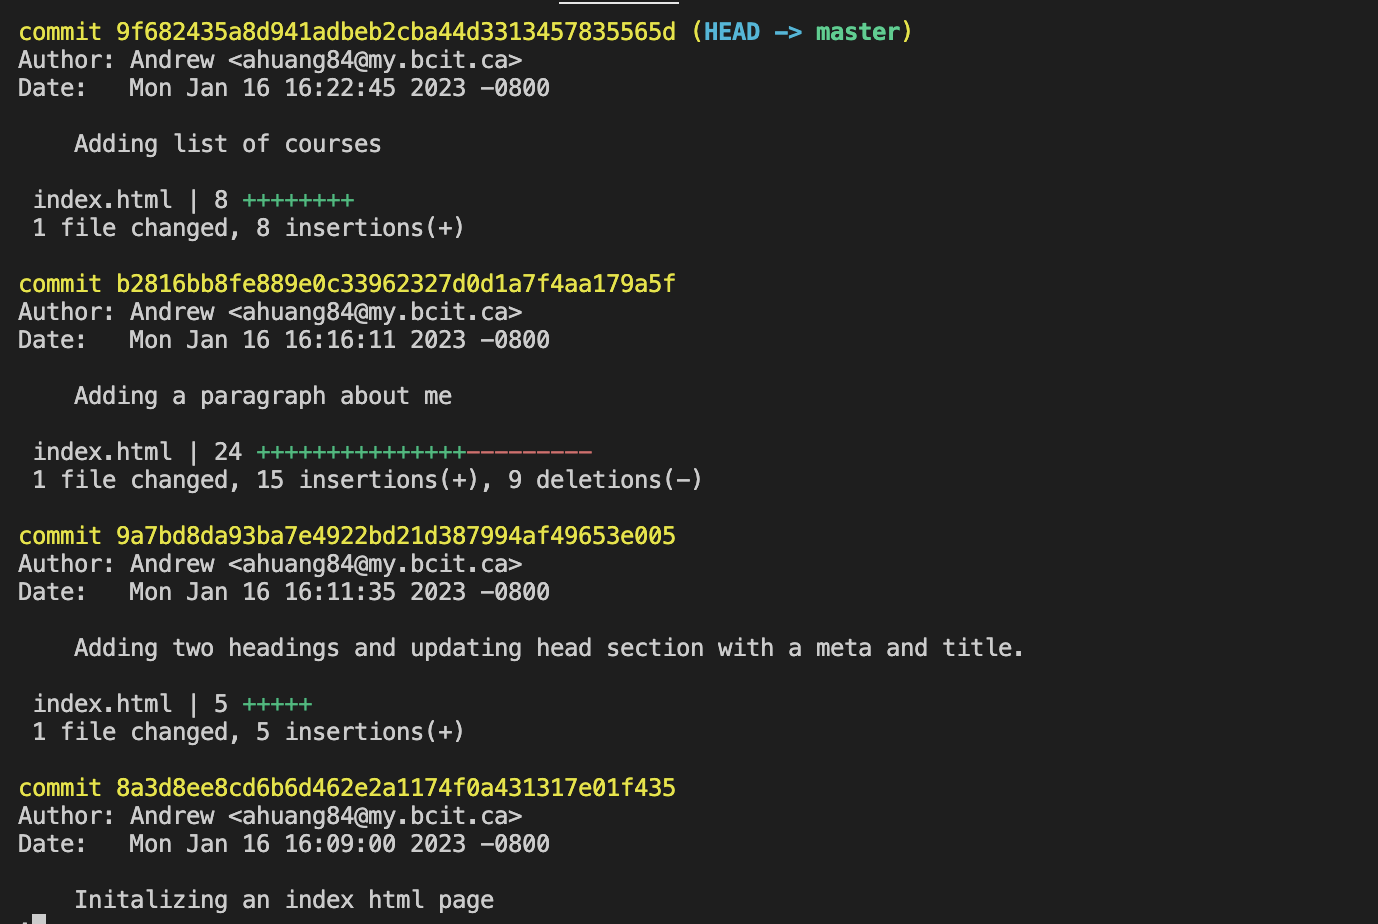 commit 9f682435a8d941adbeb2cba44d3313457835565d (HEAD -> master)
Author: Andrew <ahuang84@my.bcit.ca>
Date:   Mon Jan 16 16:22:45 2023 -0800
Adding list of courses
index.html | 8 ++++++++
1 file changed, 8 insertions(+)
commit b2816bb8fe889e0c33962327d0d1a7f4aa179a5f
Author: Andrew <ahuang84@my.bcit.ca>
Date:   Mon Jan 16 16:16:11 2023 -0800
Adding a paragraph about me
index.html | 24 +++++++++++++++---------
1 file changed, 15 insertions(+), 9 deletions(-)
commit 9a7bd8da93ba7e4922bd21d387994af49653e005
Author: Andrew <ahuang84@my.bcit.ca>
Date:   Mon Jan 16 16:11:35 2023 -0800
Adding two headings and updating head section with a meta and title.
index.html | 5 +++++
1 file changed, 5 insertions(+)
commit 8a3d8ee8cd6b6d462e2a1174f0a431317e01f435
Author: Andrew <ahuang84@my.bcit.ca>
Date:   Mon Jan 16 16:09:00 2023 -0800
Initalizing an index html page